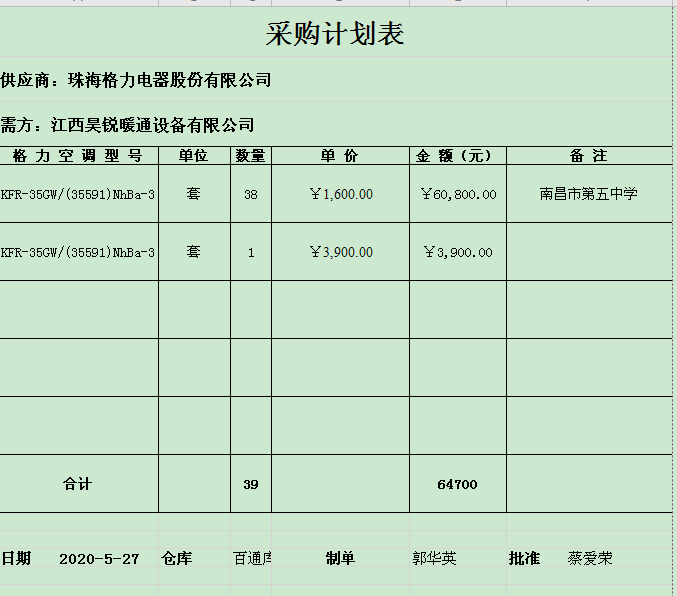 采购计划表
供应商：珠海格力电器股份有限公司
需方：江西昊锐暖通设备有限公司
格 力 空 调 型 号 单位 数量 单 价 金 额（元） 备 注
KFR-35GW/(35591)NhBa-3 套 38 ￥1,600.00 ￥60,800.00 南昌市第五中学
KFR-35GW/(35591)NhBa-3 套 1 ￥3,900.00 ￥3,900.00
合计 39 64700
日期 2020-5-27 仓库 百通库 制单 郭华英 批准 蔡爱荣